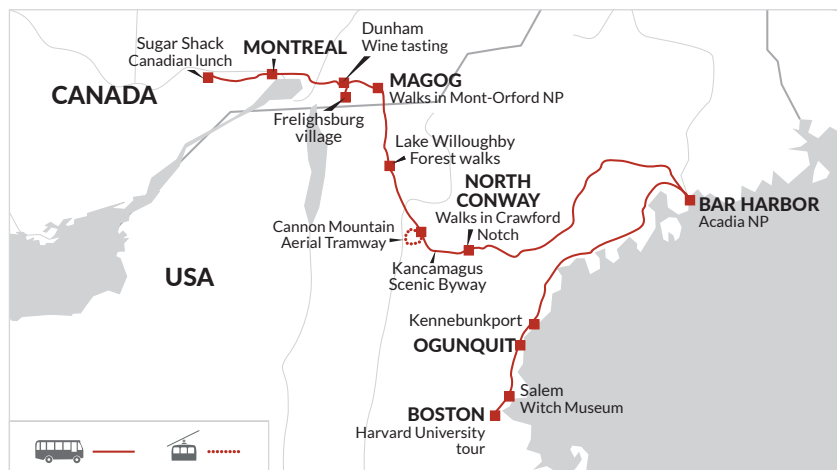 Sugar Shack
Canadian lunch
MONTREAL
Dunham
Wine tasting
CANADA
MAGOG
Walks in Mont-Orford NP
Frelighsburg
village
Lake Willoughby
Forest walks
NORTH
CONWAY
Walks in Crawford
Notch
BAR HARBOR
Acadia NP
Cannon Mountain
Aerial Tramway
USA
Kancamagus
Scenic Byway
Kennebunkport
OGUNQUIT
Salem
Witch Museum
BOSTON
Harvard University
tour